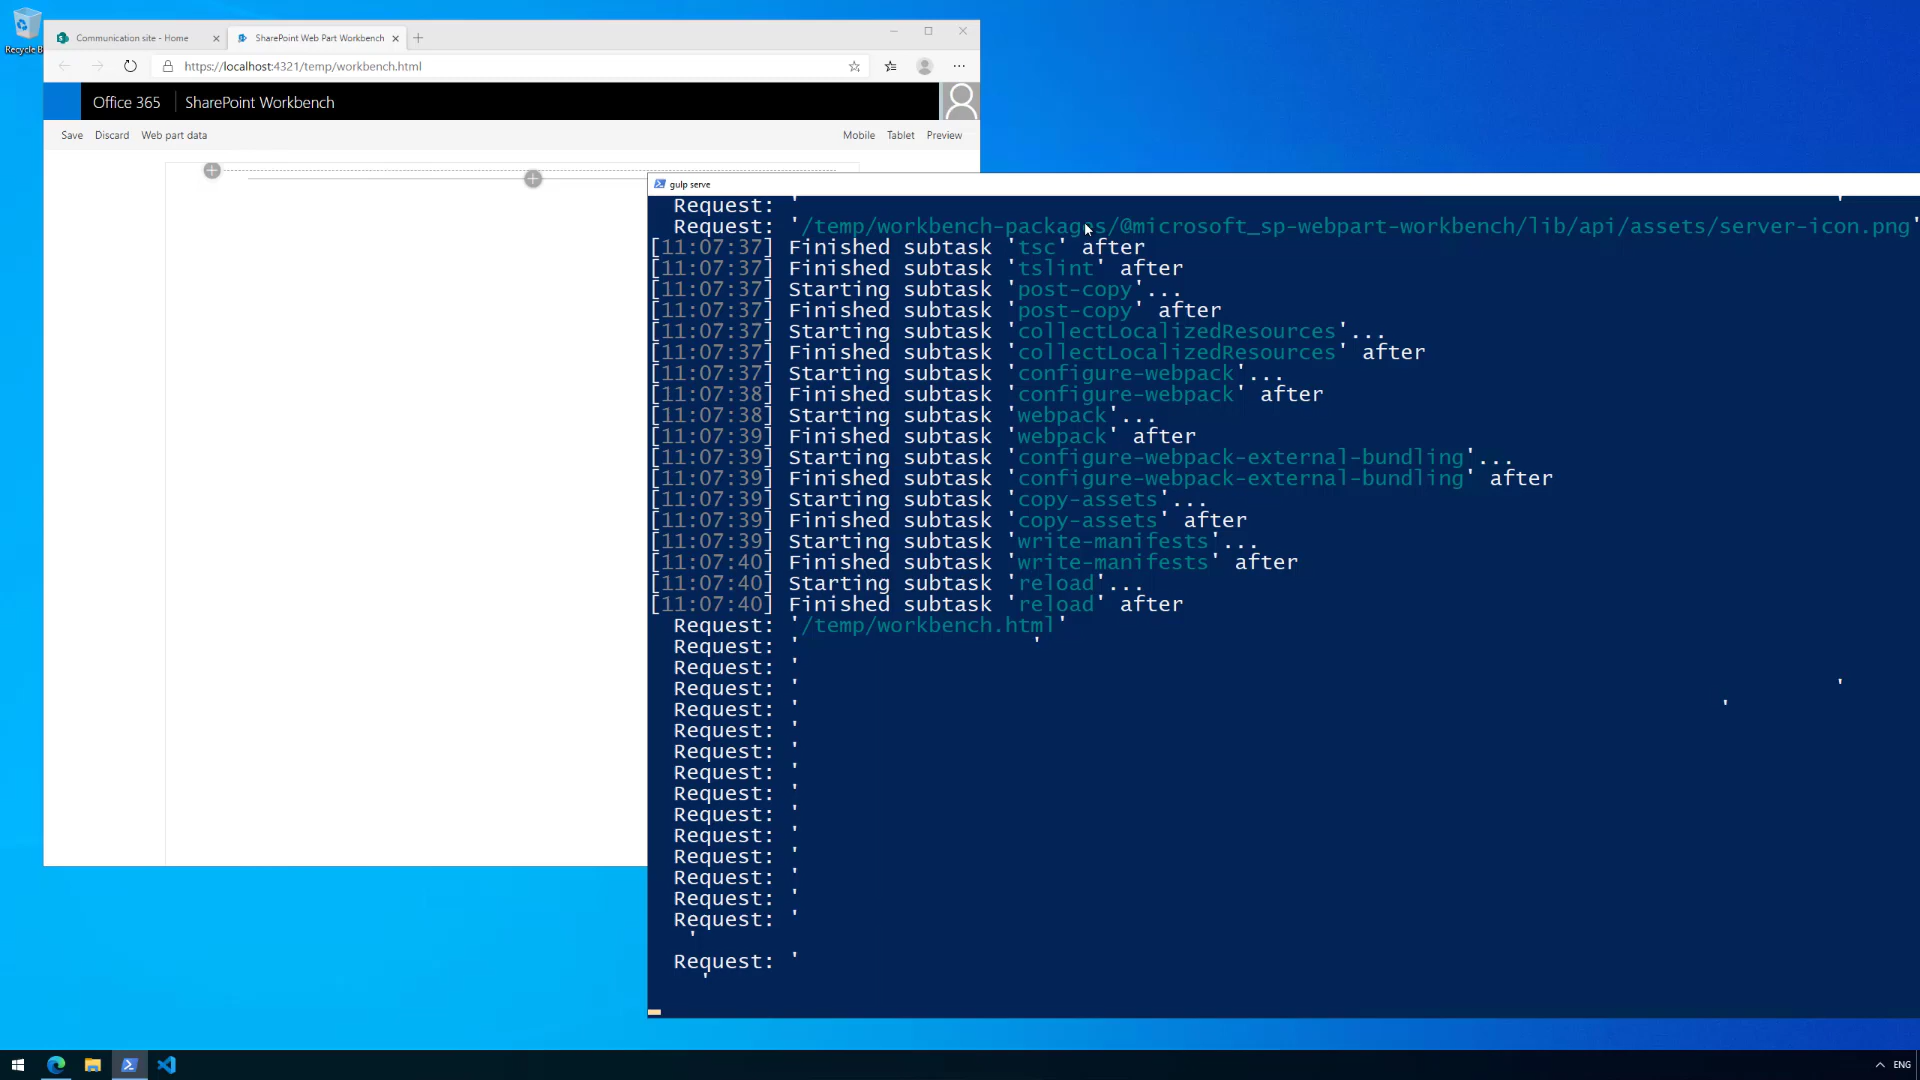 Recycle B
Communication site - Home
SharePoint Web Part Workbench
https://localhost:4321/temp/workbench.html
Office 365
SharePoint Workbench
Save Discard Web part data
Mobile Tablet Preview
gulp serve
Request: '
'
Request: '/temp/workbench-packages/@microsoft_sp-webpart-workbench/lib/api/assets/server-icon.png'
[11:07:37] Finished subtask 'tsc' after
[11:07:37] Finished subtask 'tslint' after
[11:07:37] Starting subtask 'post-copy'...
[11:07:37] Finished subtask 'post-copy' after
[11:07:37] Starting subtask 'collectLocalizedResources'...
[11:07:37] Finished subtask 'collectLocalizedResources' after
[11:07:37] Starting subtask 'configure-webpack'...
[11:07:38] Finished subtask 'configure-webpack' after
[11:07:38] Starting subtask 'webpack'...
[11:07:39] Finished subtask 'webpack' after
[11:07:39] Starting subtask 'configure-webpack-external-bundling'...
[11:07:39] Finished subtask 'configure-webpack-external-bundling' after
[11:07:39] Starting subtask 'copy-assets'...
[11:07:39] Finished subtask 'copy-assets' after
[11:07:39] Starting subtask 'write-manifests'...
[11:07:40] Finished subtask 'write-manifests' after
[11:07:40] Starting subtask 'reload'...
[11:07:40] Finished subtask 'reload' after
Request: '/temp/workbench.html'
Request: ' '
Request: '
Request: ' '
Request: ' '
Request: '
Request: '
Request: '
Request: '
Request: '
Request: '
Request: '
Request: '
Request: '
Request: '
'
Request: '
'
ENG